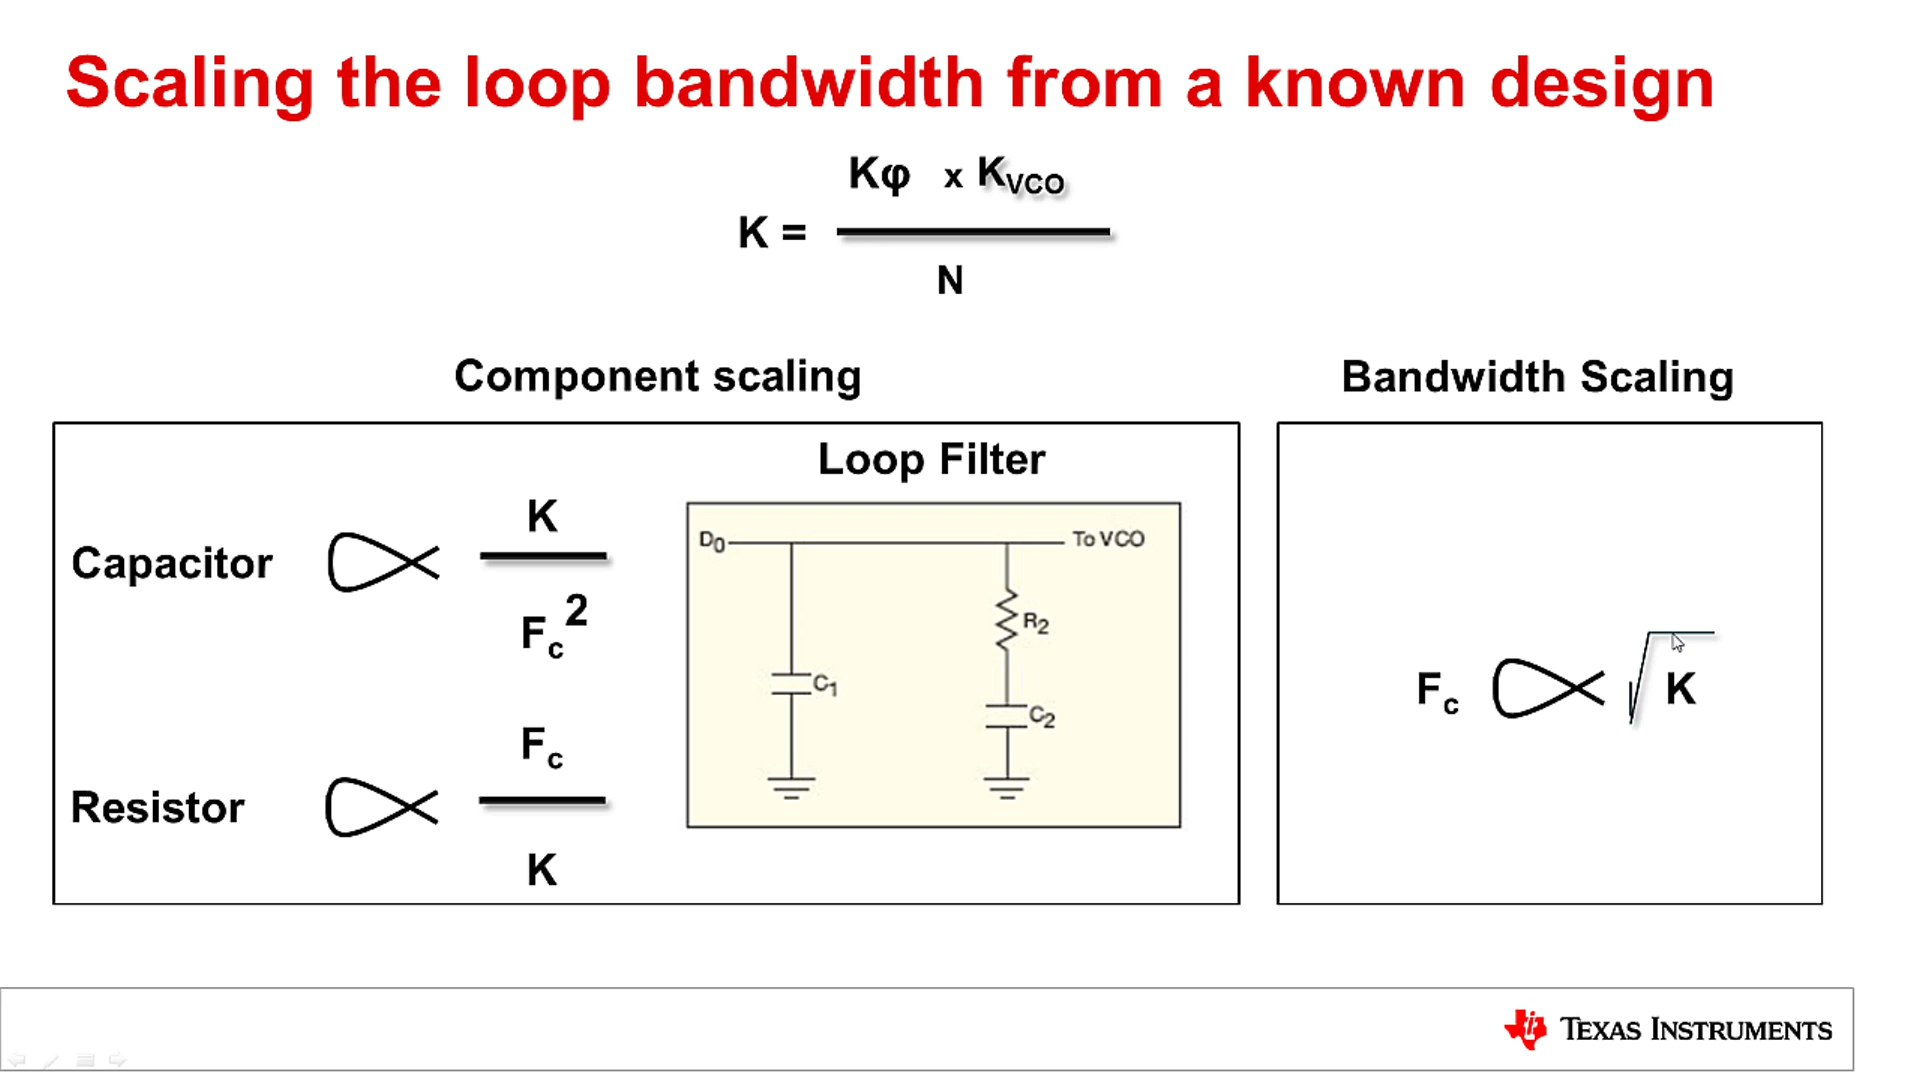 Scaling the loop bandwidth from a known design
Kφ x KVCO
K =
N
Component scaling
Bandwidth Scaling
Loop Filter
Capacitor ∝
K
Fc²
Resistor ∝
Fc
K
D0
To VCO
R2
C1
C2
Fc ∝ √K
TEXAS INSTRUMENTS